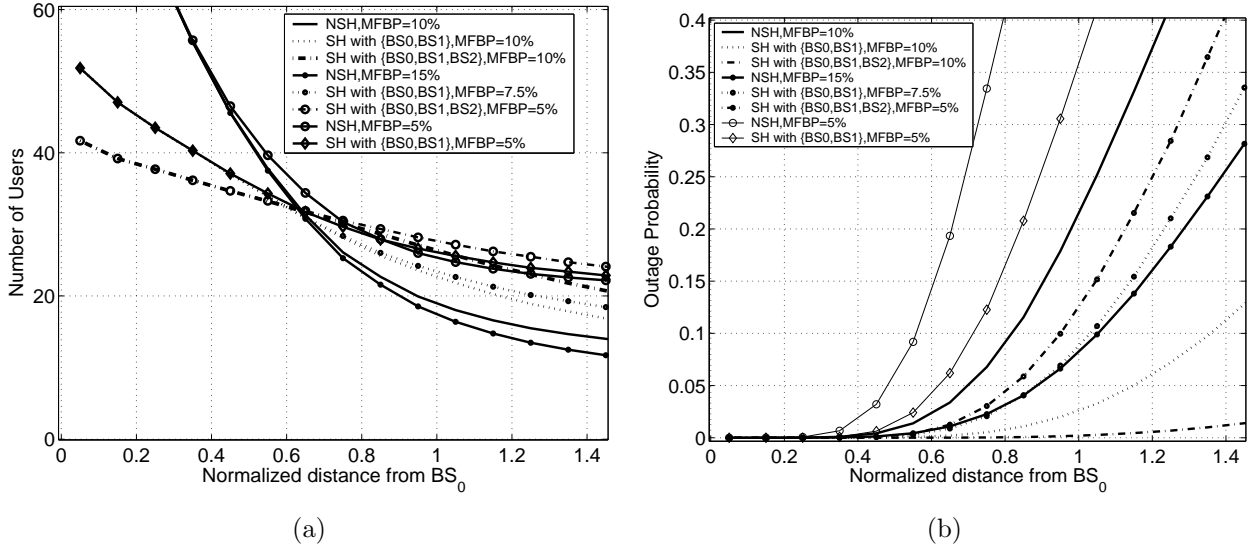 60
40
20
0
Number of Users
0 0.2 0.4 0.6 0.8 1.0 1.2 1.4
Normalized distance from BS0
NSH,MFBP=10%
SH with {BS0,BS1},MFBP=10%
SH with {BS0,BS1,BS2},MFBP=10%
NSH,MFBP=15%
SH with {BS0,BS1},MFBP=7.5%
SH with {BS0,BS1,BS2},MFBP=5%
NSH,MFBP=5%
SH with {BS0,BS1},MFBP=5%
(a)
0.4
0.35
0.3
0.25
0.2
0.15
0.1
0.05
0
Outage Probability
0 0.2 0.4 0.6 0.8 1 1.2 1.4
Normalized distance from BS0
NSH,MFBP=10%
SH with {BS0,BS1},MFBP=10%
SH with {BS0,BS1,BS2},MFBP=10%
NSH,MFBP=15%
SH with {BS0,BS1},MFBP=7.5%
SH with {BS0,BS1,BS2},MFBP=5%
NSH,MFBP=5%
SH with {BS0,BS1},MFBP=5%
(b)